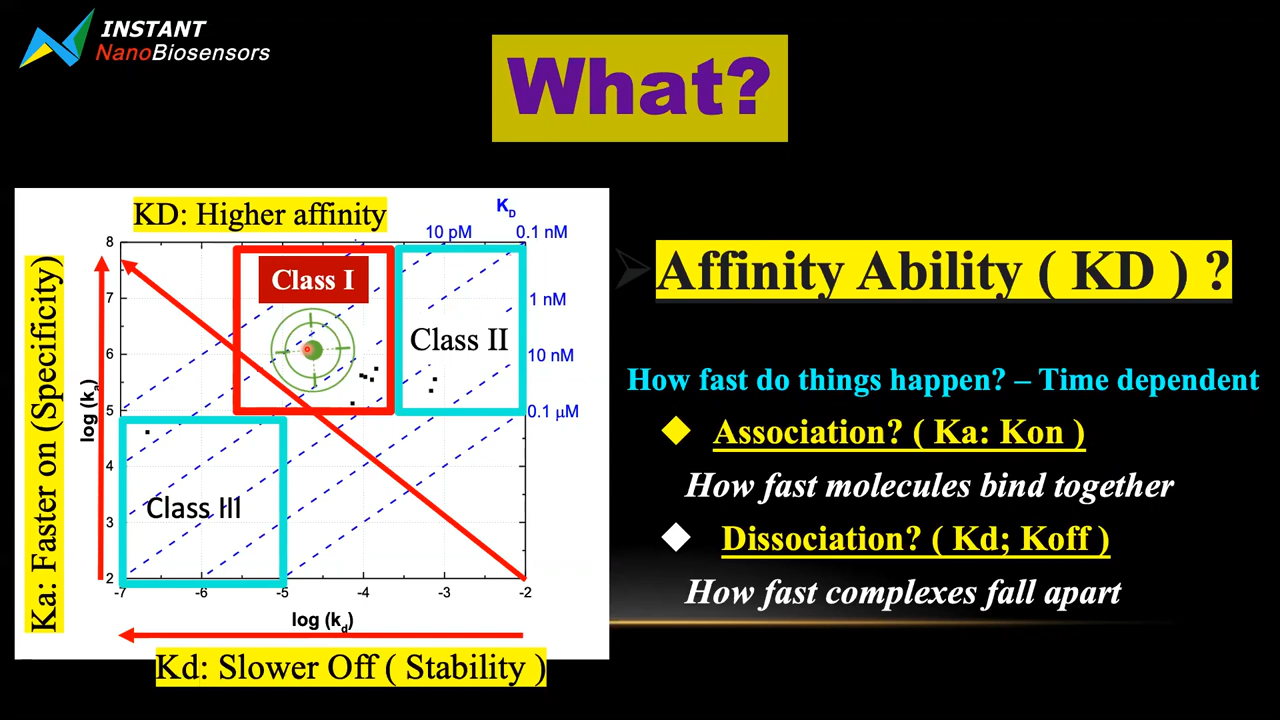 INSTANT
NanoBiosensors
What?
KD: Higher affinity
KD
10 pM
0.1 nM
1 nM
10 nM
0.1 μM
8
7
6
5
4
3
2
Class I
Class II
Class III
log (ka)
Ka: Faster on (Specificity)
-7 -6 -5 -4 -3 -2
log (kd)
Kd: Slower Off ( Stability )
Affinity Ability ( KD ) ?
How fast do things happen? – Time dependent
Association? ( Ka: Kon )
How fast molecules bind together
Dissociation? ( Kd; Koff )
How fast complexes fall apart